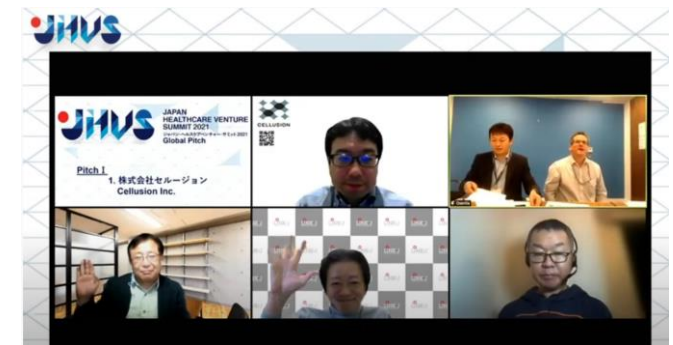 JHVS
JHVS
JAPAN
HEALTHCARE VENTURE
SUMMIT 2021
ジャパン・ヘルスケアベンチャー・サミット2021
Global Pitch
Pitch I
1. 株式会社セルージョン
Cellusion Inc.
CELLUSION